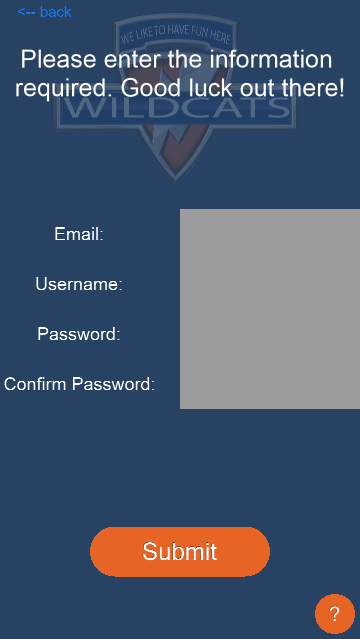 <-- back
WE LIKE TO HAVE FUN HERE
Please enter the information
required. Good luck out there!
WILDCATS
Email:
Username:
Password:
Confirm Password:
Submit
?